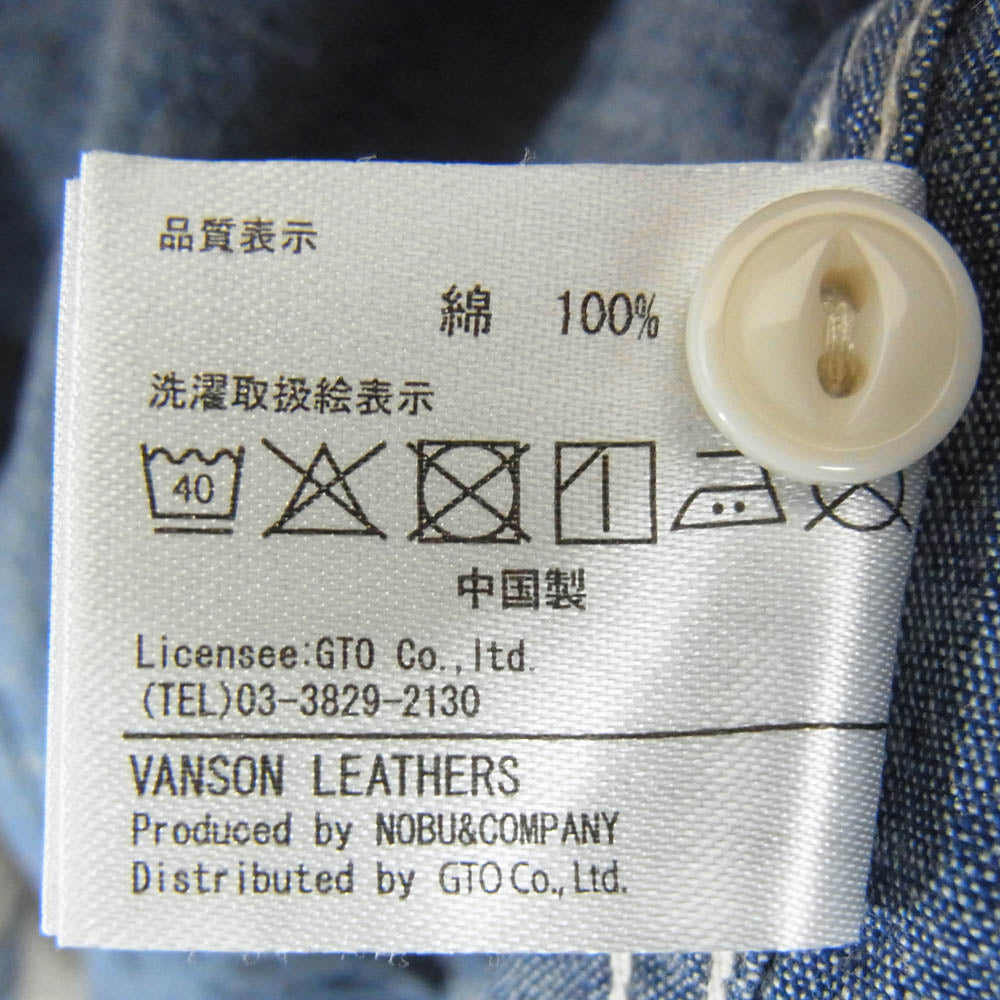 品質表示
綿 100%
洗濯取扱絵表示
40
中国製
Licensee:GTO Co.,ltd.
(TEL)03-3829-2130
VANSON LEATHERS
Produced by NOBU&COMPANY
Distributed by GTO Co., Ltd.